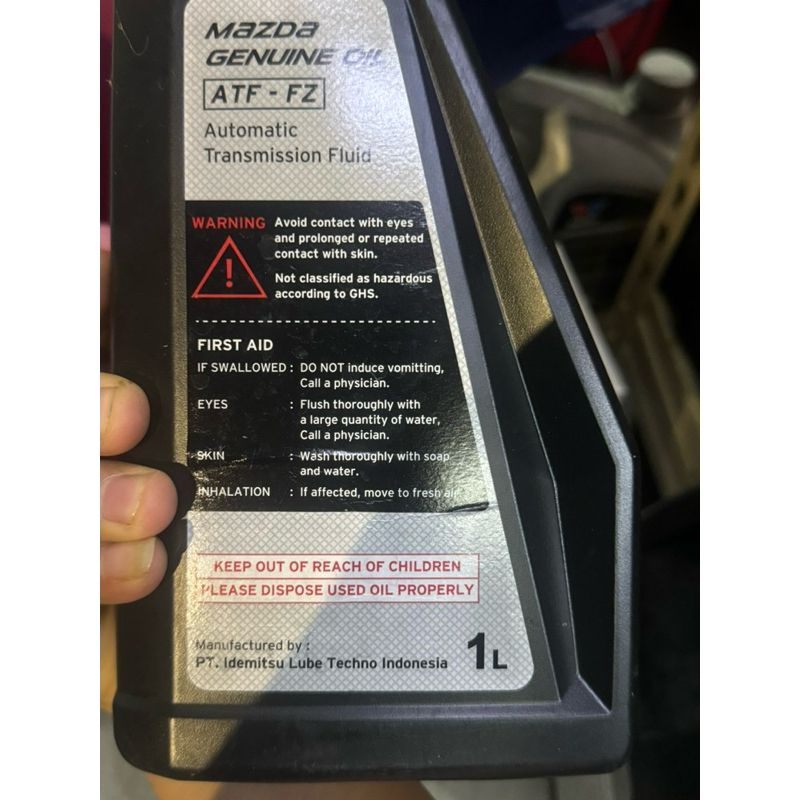 mazda
GENUINE OIL
ATF - FZ
Automatic
Transmission Fluid
WARNING
Avoid contact with eyes
and prolonged or repeated
contact with skin.
!
Not classified as hazardous
according to GHS.
FIRST AID
IF SWALLOWED : DO NOT induce vomitting,
Call a physician.
EYES : Flush thoroughly with
a large quantity of water,
Call a physician.
SKIN : Wash thoroughly with soap
and water.
INHALATION : If affected, move to fresh air
KEEP OUT OF REACH OF CHILDREN
PLEASE DISPOSE USED OIL PROPERLY
Manufactured by :
PT. Idemitsu Lube Techno Indonesia
1L